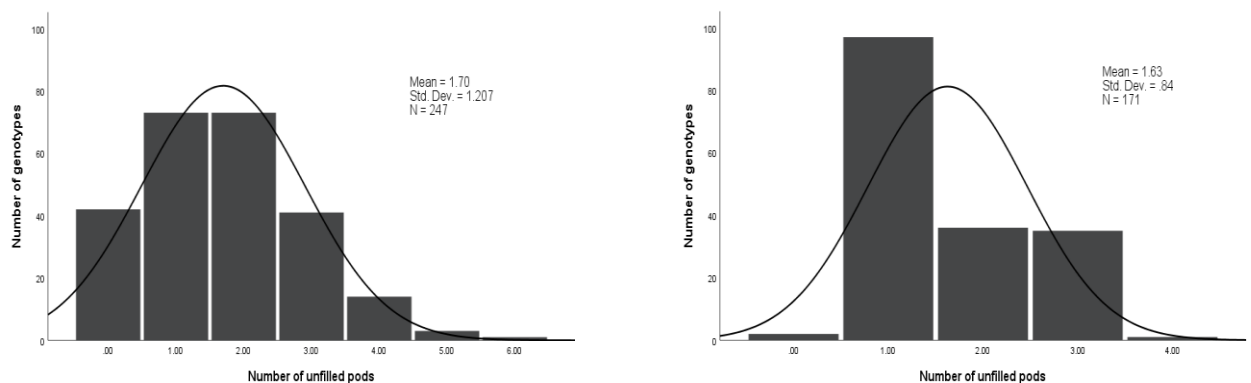 Number of genotypes
100
80
60
40
20
0
Mean = 1.70
Std. Dev. = 1.207
N = 247
.00 1.00 2.00 3.00 4.00 5.00 6.00
Number of unfilled pods
Number of genotypes
100
80
60
40
20
0
Mean = 1.63
Std. Dev. = .84
N = 171
.00 1.00 2.00 3.00 4.00
Number of unfilled pods